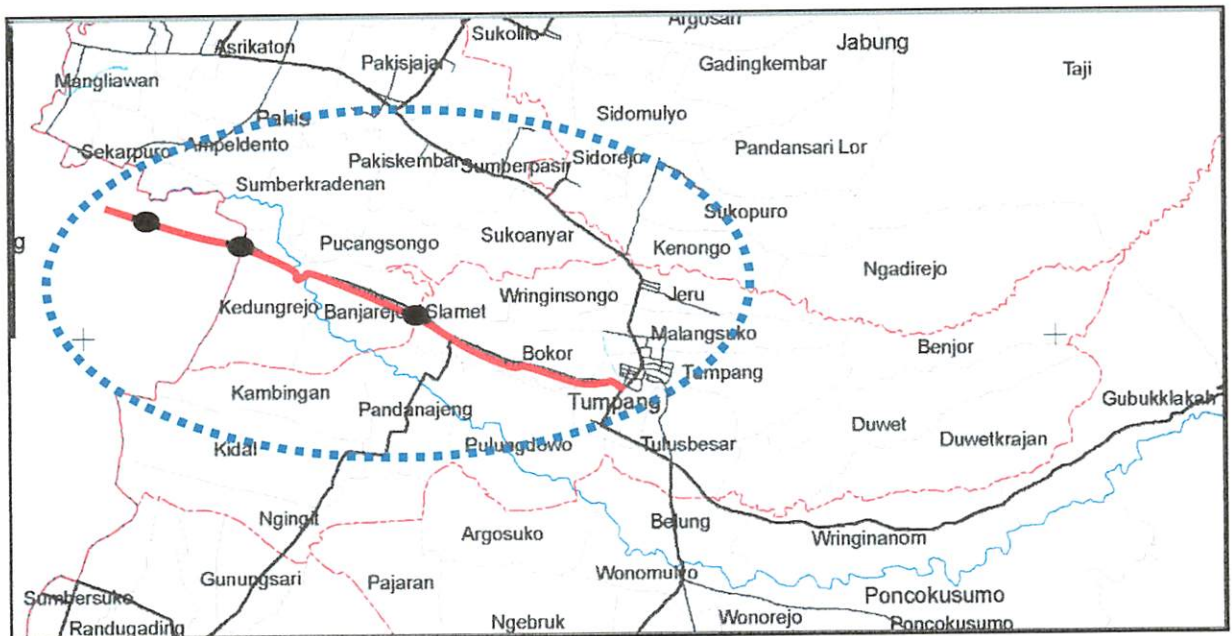 Argosari
Sukolilo
Asrikaton
Jabung
Pakisjajar
Gadingkembar
Taji
Mangliawan
Sidomulyo
Pakis
Ampeldento
Sekarpuro
Pakiskembar
Sumberpasir
Sidorejo
Pandansari Lor
Sumberkradenan
Sukopuro
Pucangsongo
Sukoanyar
Kenongo
g
Ngadirejo
Wringinsongo
Jeru
Kedungrejo
Banjarejo
Slamet
Malangsuko
Benjor
Bokor
Tumpang
Kambingan
Pandanajeng
Tumpang
Gubukklakah
Duwet
Duwetkrajan
Kidal
Pulungdowo
Tulusbesar
Ngingit
Argosuko
Belung
Wringinanom
Gunungsari
Pajaran
Wonomulyo
Poncokusumo
Sumbersuko
Randugading
Ngebruk
Wonorejo
Poncokusumo